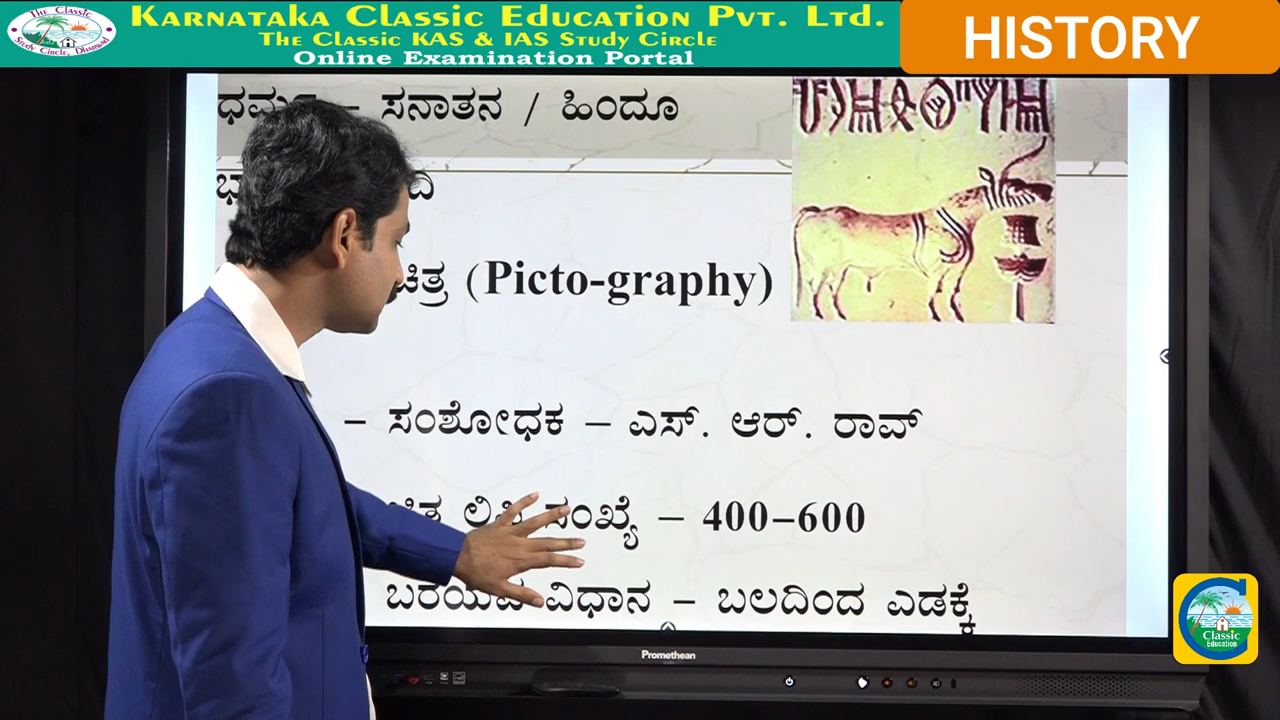 KARNATAKA CLASSIC EDUCATION PVT. LTD.
THE CLASSIC KAS & IAS STUDY CIRCLE
Online Examination Portal
The Classic
Study Circle, Dharwad
HISTORY
– ಸನಾತನ / ಹಿಂದೂ
(Picto-graphy)
– ಸಂಶೋಧಕ – ಎಸ್. ಆರ್. ರಾವ್
ಸಂಖ್ಯೆ – 400–600
ವಿಧಾನ – ಬಲದಿಂದ ಎಡಕ್ಕೆ
Promethean
Classic
Education